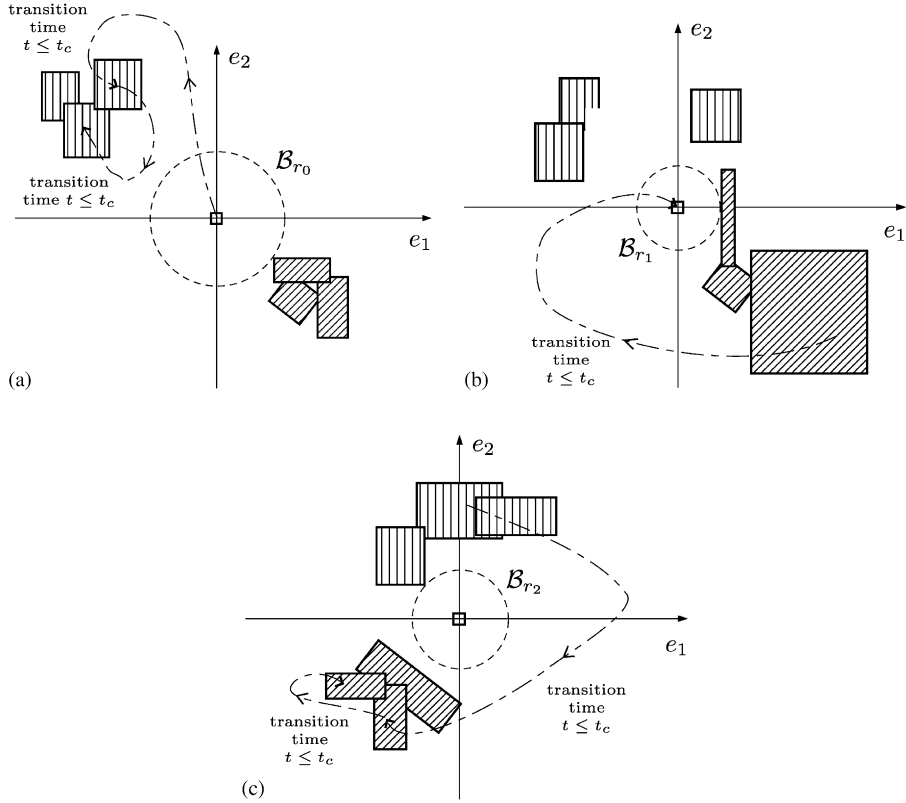 transition
time
t ≤ t_c
e_2
B_{r_0}
transition
time t ≤ t_c
e_1
(a)
e_2
B_{r_1}
e_1
transition
time
t ≤ t_c
(b)
e_2
B_{r_2}
e_1
transition
time
t ≤ t_c
transition
time
t ≤ t_c
(c)